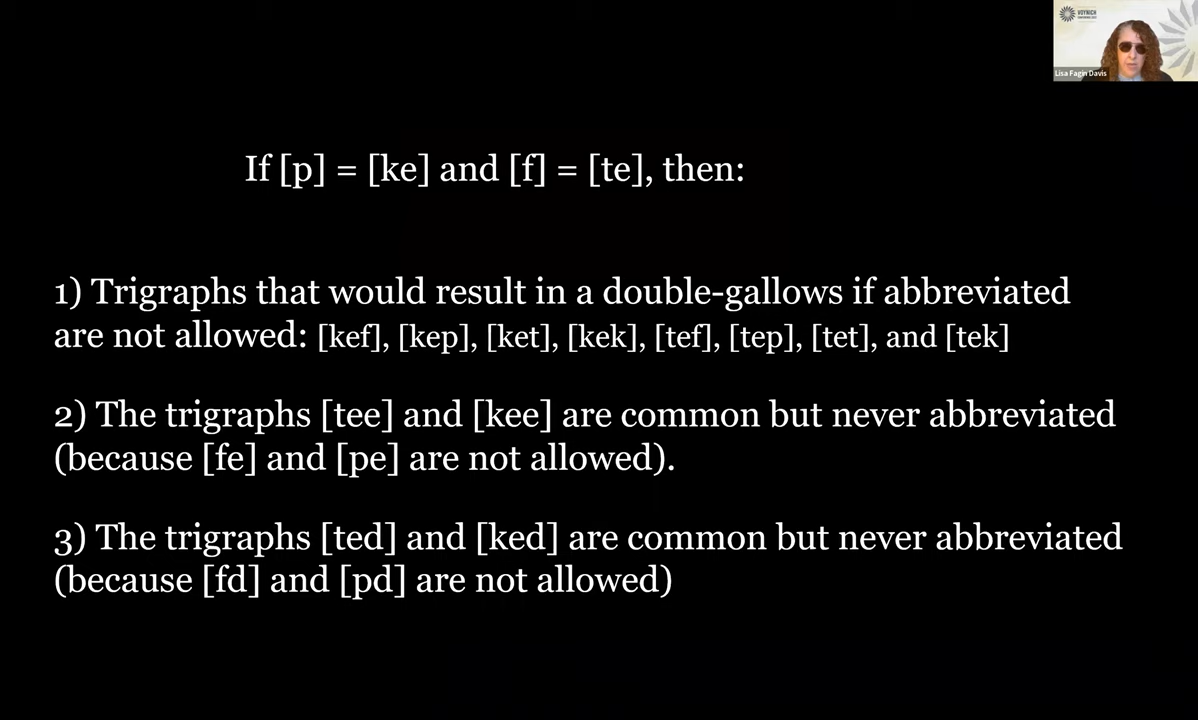 VOYNICH
Lisa Fagin Davis
If [p] = [ke] and [f] = [te], then:
1) Trigraphs that would result in a double-gallows if abbreviated
are not allowed: [kef], [kep], [ket], [kek], [tef], [tep], [tet], and [tek]
2) The trigraphs [tee] and [kee] are common but never abbreviated
(because [fe] and [pe] are not allowed).
3) The trigraphs [ted] and [ked] are common but never abbreviated
(because [fd] and [pd] are not allowed)